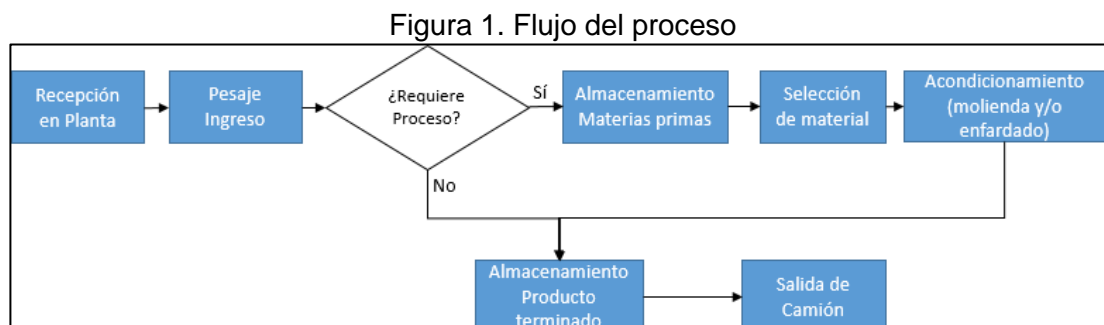 Figura 1. Flujo del proceso
Recepción
en Planta
Pesaje
Ingreso
¿Requiere
Proceso?
Sí
Almacenamiento
Materias primas
Selección
de material
Acondicionamiento
(molienda y/o
enfardado)
No
Almacenamiento
Producto
terminado
Salida de
Camión